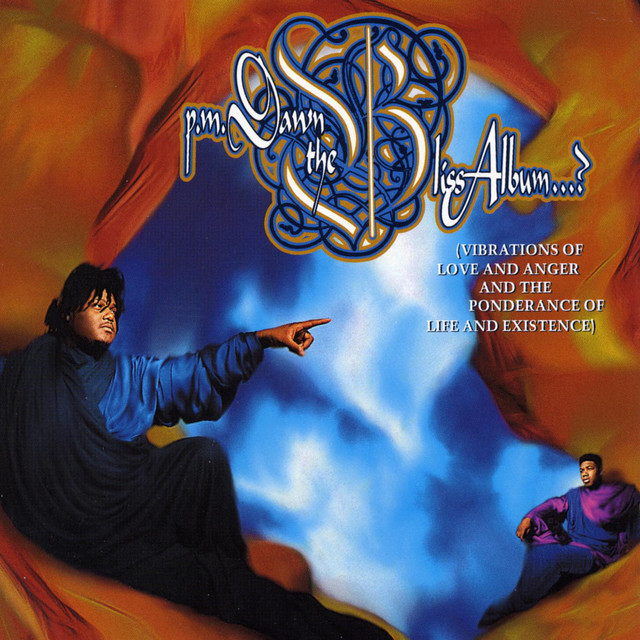 p.m. Dawn
the Bliss Album....?
(VIBRATIONS OF
LOVE AND ANGER
AND THE
PONDERANCE OF
LIFE AND EXISTENCE)